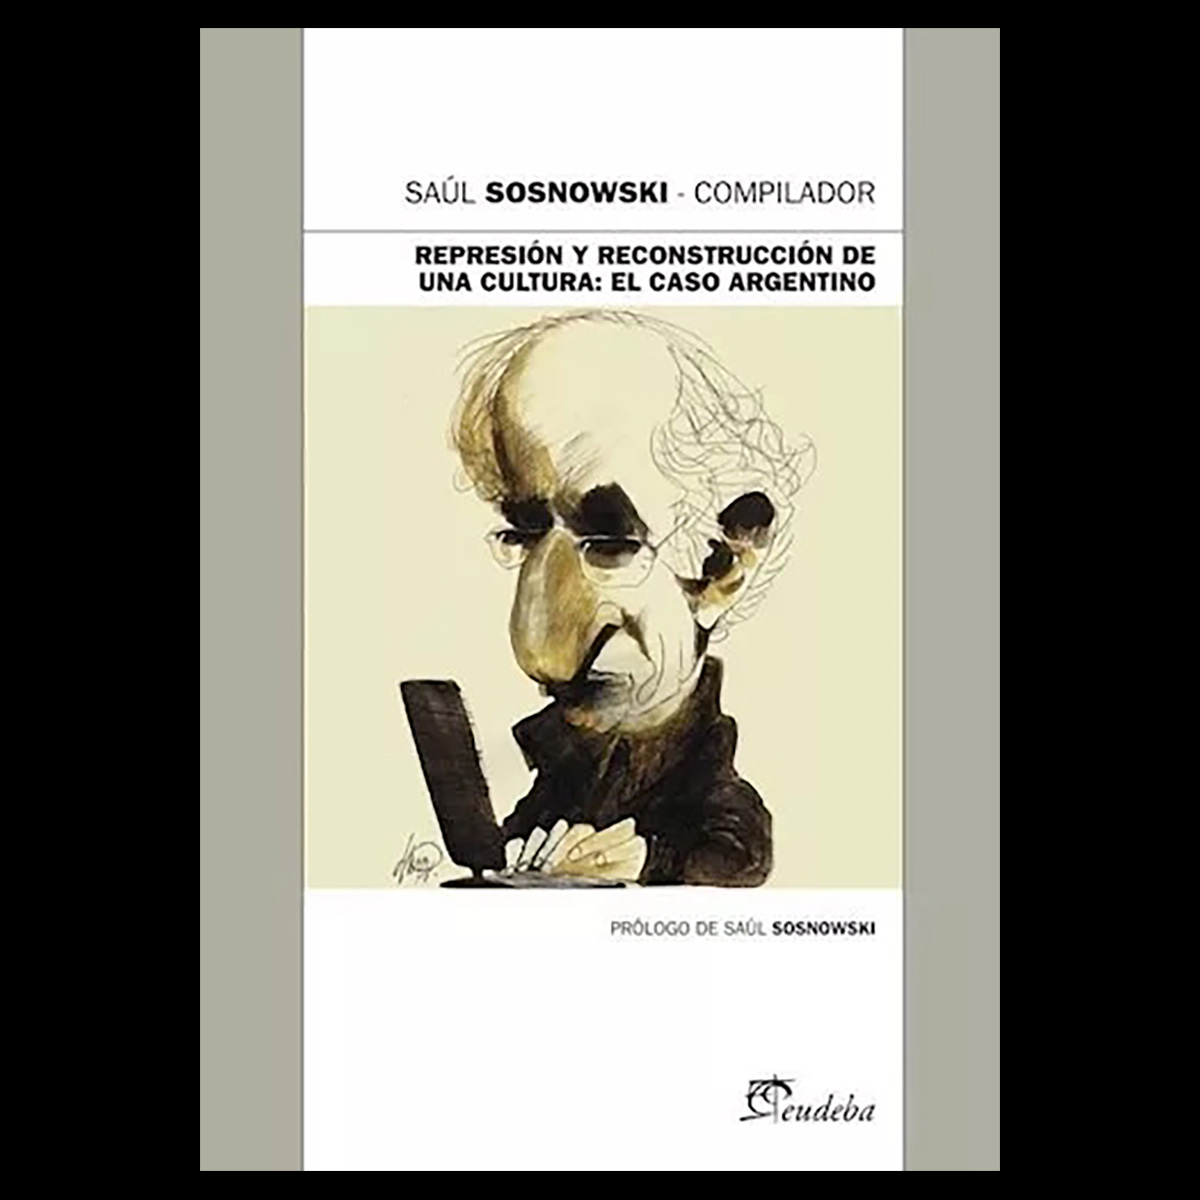 SAÚL SOSNOWSKI - COMPILADOR
REPRESIÓN Y RECONSTRUCCIÓN DE
UNA CULTURA: EL CASO ARGENTINO
PRÓLOGO DE SAÚL SOSNOWSKI
eudeba